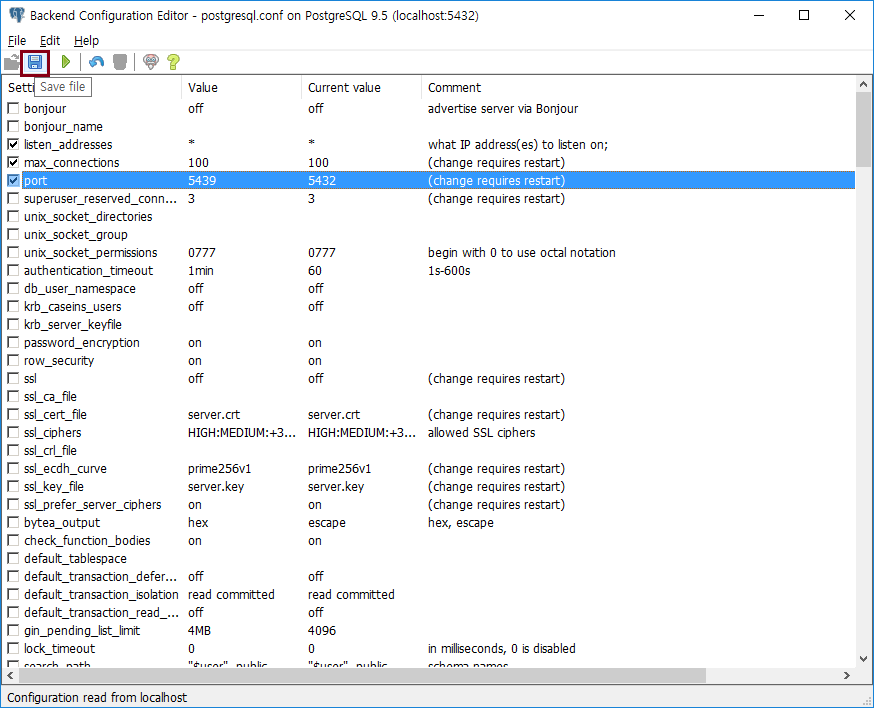 Backend Configuration Editor - postgresql.conf on PostgreSQL 9.5 (localhost:5432)
File Edit Help
Save file
Setti Value Current value Comment
bonjour off off advertise server via Bonjour
bonjour_name
listen_addresses * * what IP address(es) to listen on;
max_connections 100 100 (change requires restart)
port 5439 5432 (change requires restart)
superuser_reserved_conn... 3 3 (change requires restart)
unix_socket_directories
unix_socket_group
unix_socket_permissions 0777 0777 begin with 0 to use octal notation
authentication_timeout 1min 60 1s-600s
db_user_namespace off off
krb_caseins_users off off
krb_server_keyfile
password_encryption on on
row_security on on
ssl off off (change requires restart)
ssl_ca_file
ssl_cert_file server.crt server.crt (change requires restart)
ssl_ciphers HIGH:MEDIUM:+3... HIGH:MEDIUM:+3... allowed SSL ciphers
ssl_crl_file
ssl_ecdh_curve prime256v1 prime256v1 (change requires restart)
ssl_key_file server.key server.key (change requires restart)
ssl_prefer_server_ciphers on on (change requires restart)
bytea_output hex escape hex, escape
check_function_bodies on on
default_tablespace
default_transaction_defer... off off
default_transaction_isolation read committed read committed
default_transaction_read_... off off
gin_pending_list_limit 4MB 4096
lock_timeout 0 0 in milliseconds, 0 is disabled
search_path "$user", public "$user", public schema names
Configuration read from localhost